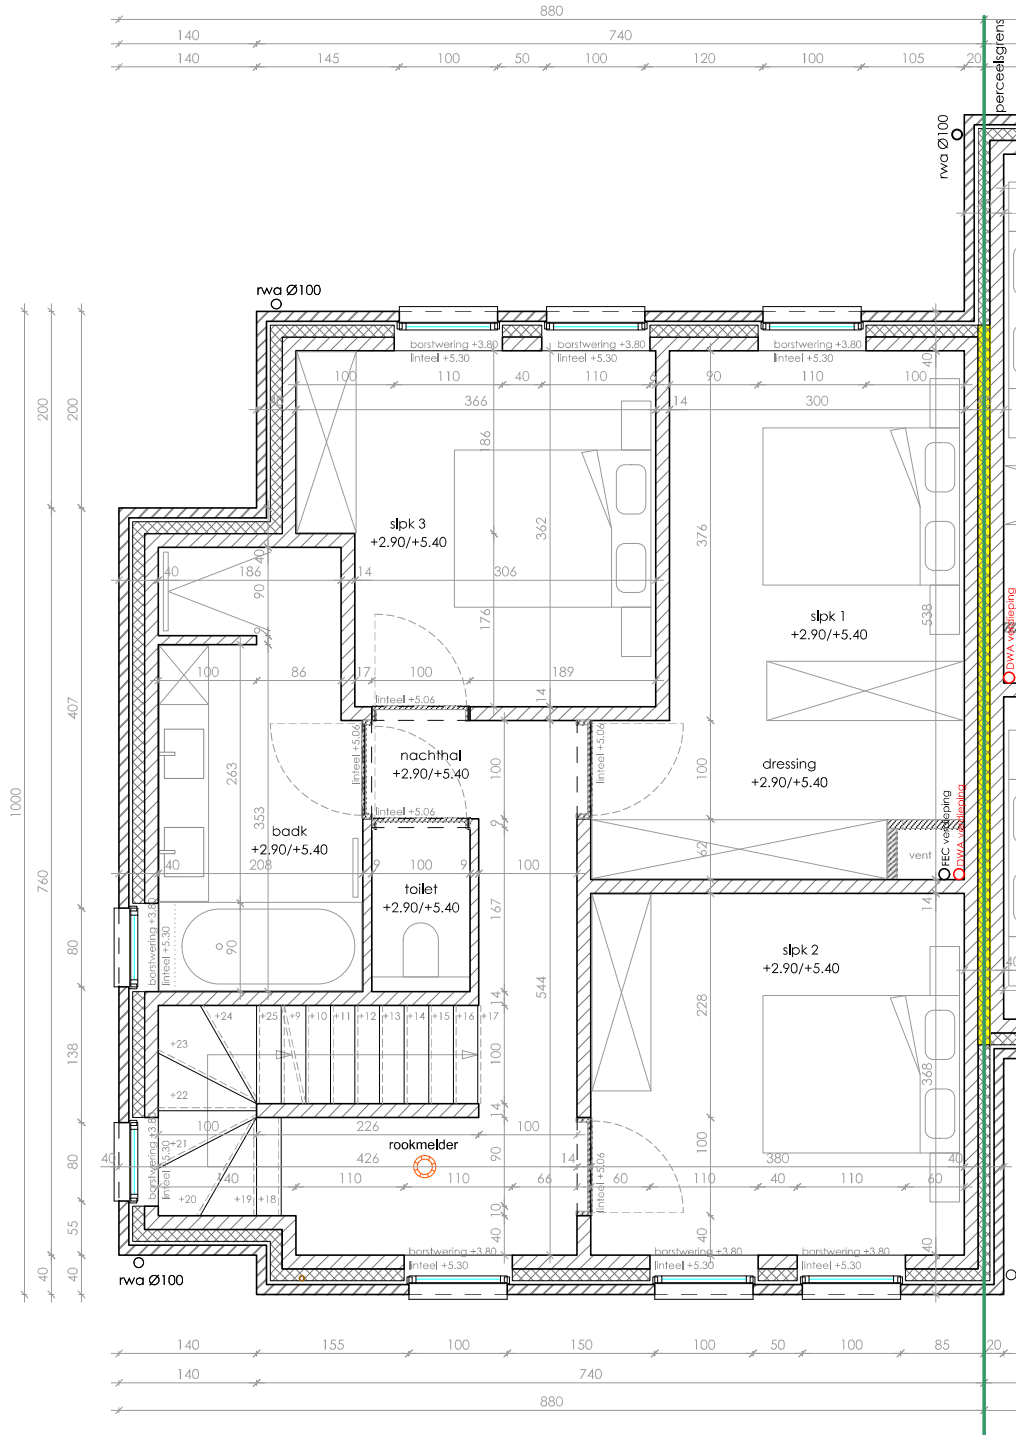 880
140 740
140 145 100 50 100 120 100 105 20
perceelsgrens
rwa Ø100
rwa Ø100
borstwering +3.80
linteel +5.30
borstwering +3.80
linteel +5.30
borstwering +3.80
linteel +5.30
40
100 110 40 110 6 90 110 100
366 14 300
200 200
186
362
376
slpk 3
+2.90/+5.40
40
40 186 14 306
90
176
538
slpk 1
+2.90/+5.40
DWA verdieping
9
100 86 17 100 189
14
linteel +5.06
407
1000
760
263
353
linteel +5.06
nachthal
+2.90/+5.40
100
linteel +5.06
100
dressing
+2.90/+5.40
linteel +5.06
9
badk
+2.90/+5.40
40 208 9 100 9 100
62
vent
FEC verdieping
DWA verdieping
toilet
+2.90/+5.40
167
14
80
borstwering +3.80
linteel +5.30
90
slpk 2
+2.90/+5.40
40
544
228
14
+24 +25 +9 +10 +11 +12 +13 +14 +15 +16 +17
+23
138
100
368
+22
14
100 226 100
rookmelder
+21
80
borstwering +3.80
linteel +5.30
90
100
linteel +5.06
40 426 14 380 40
140 110 110 66 60 110 40 110 60
+20 +19 +18
10
55
40
40
40
40 40
borstwering +3.80
linteel +5.30
borstwering +3.80
linteel +5.30
borstwering +3.80
linteel +5.30
rwa Ø100
140 155 100 150 100 50 100 85 20
140 740
880